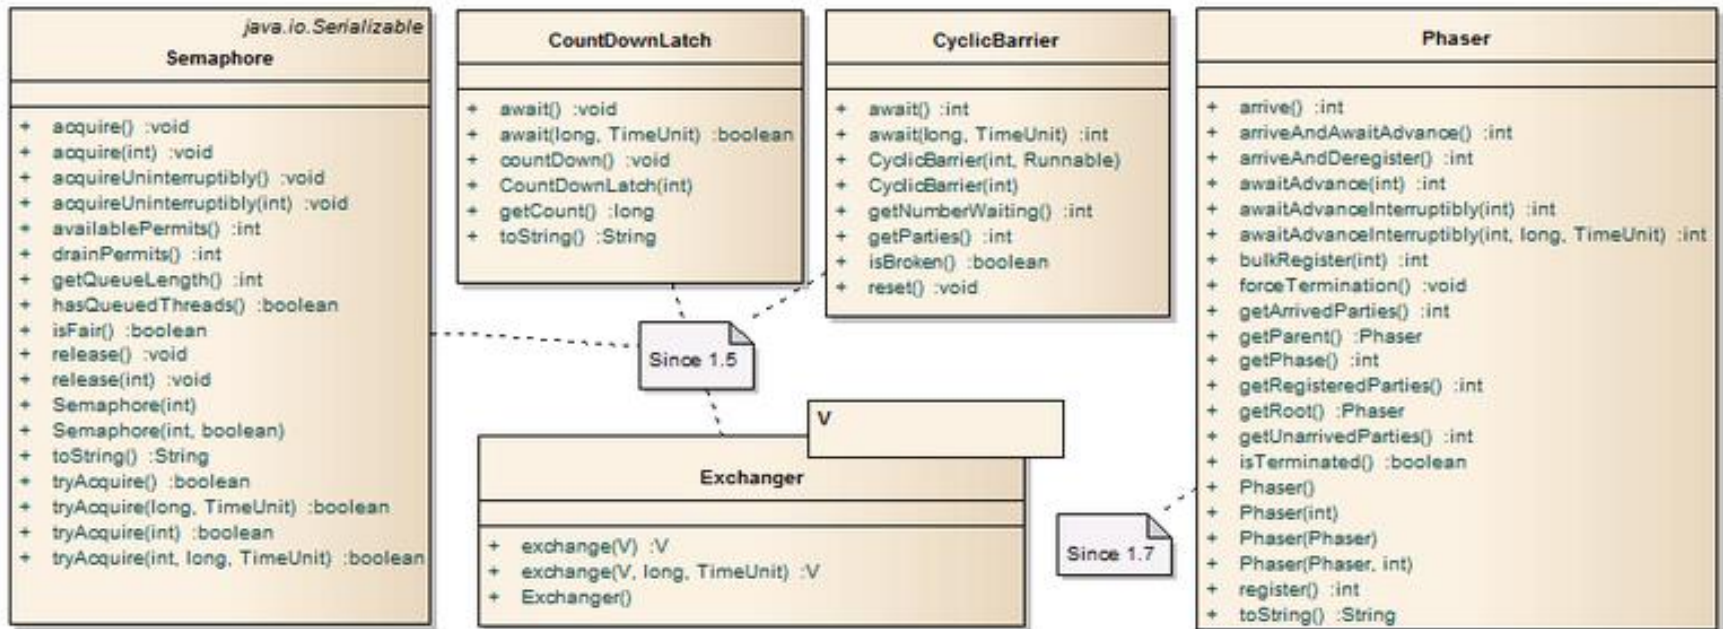 java.io.Serializable
Semaphore
+ acquire() :void
+ acquire(int) :void
+ acquireUninterruptibly() :void
+ acquireUninterruptibly(int) :void
+ availablePermits() :int
+ drainPermits() :int
+ getQueueLength() :int
+ hasQueuedThreads() :boolean
+ isFair() :boolean
+ release() :void
+ release(int) :void
+ Semaphore(int)
+ Semaphore(int, boolean)
+ toString() :String
+ tryAcquire() :boolean
+ tryAcquire(long, TimeUnit) :boolean
+ tryAcquire(int) :boolean
+ tryAcquire(int, long, TimeUnit) :boolean
CountDownLatch
+ await() :void
+ await(long, TimeUnit) :boolean
+ countDown() :void
+ CountDownLatch(int)
+ getCount() :long
+ toString() :String
CyclicBarrier
+ await() :int
+ await(long, TimeUnit) :int
+ CyclicBarrier(int, Runnable)
+ CyclicBarrier(int)
+ getNumberWaiting() :int
+ getParties() :int
+ isBroken() :boolean
+ reset() :void
Since 1.5
V
Exchanger
+ exchange(V) :V
+ exchange(V, long, TimeUnit) :V
+ Exchanger()
Phaser
+ arrive() :int
+ arriveAndAwaitAdvance() :int
+ arriveAndDeregister() :int
+ awaitAdvance(int) :int
+ awaitAdvanceInterruptibly(int) :int
+ awaitAdvanceInterruptibly(int, long, TimeUnit) :int
+ bulkRegister(int) :int
+ forceTermination() :void
+ getArrivedParties() :int
+ getParent() :Phaser
+ getPhase() :int
+ getRegisteredParties() :int
+ getRoot() :Phaser
+ getUnarrivedParties() :int
+ isTerminated() :boolean
+ Phaser()
+ Phaser(int)
+ Phaser(Phaser)
+ Phaser(Phaser, int)
+ register() :int
+ toString() :String
Since 1.7